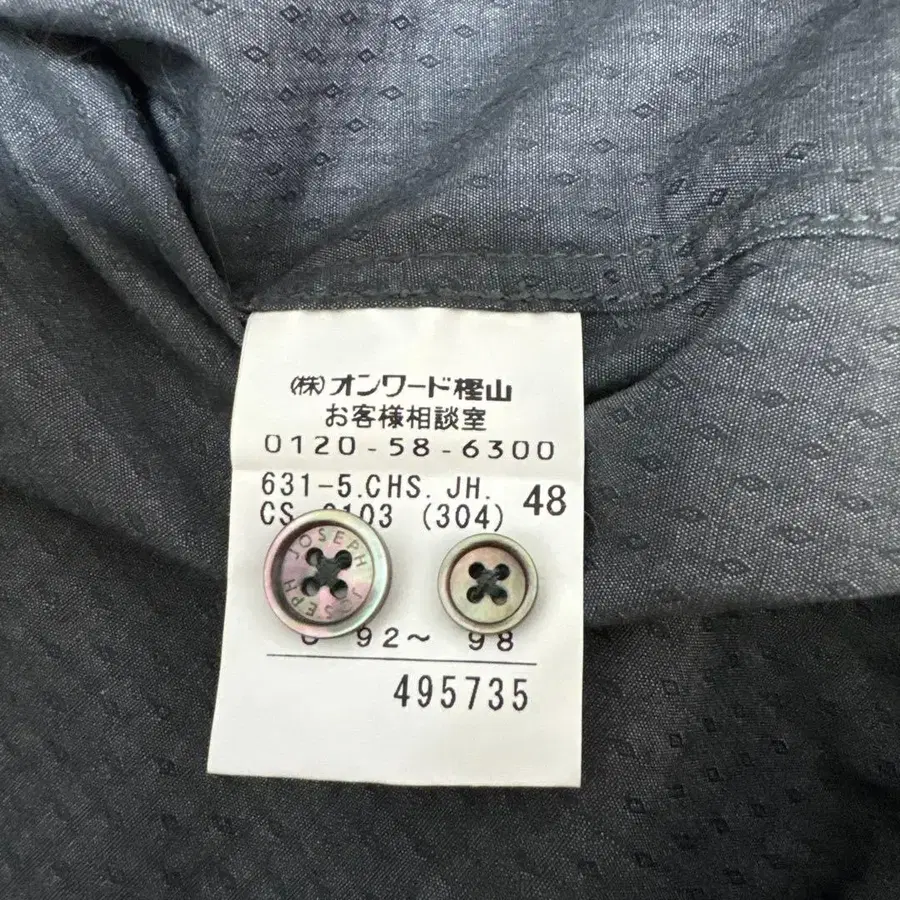 (株)オンワード樫山
お客様相談室
0120-58-6300
631-5.CHS.JH. 48
CS 0103 (304)
JOSEPH JOSEPH
92~ 98
495735